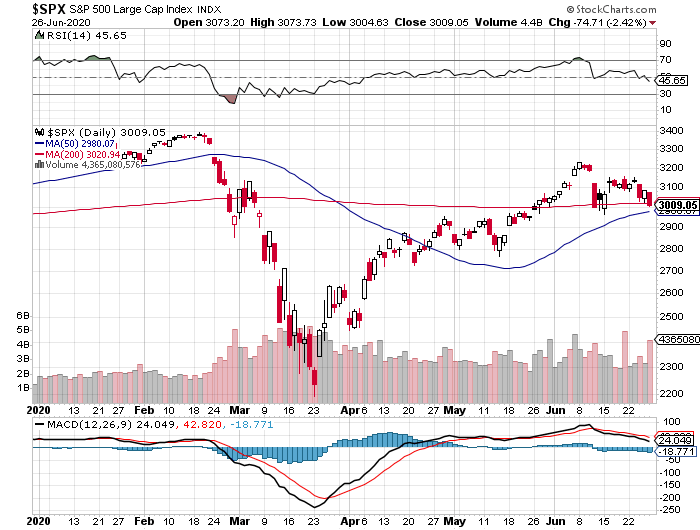 $SPX S&P 500 Large Cap Index INDX © StockCharts.com
26-Jun-2020 Open 3073.20 High 3073.73 Low 3004.63 Close 3009.05 Volume 4.4B Chg -74.71 (-2.42%)
RSI(14) 45.65
90
70
50
45.65
30
10
$SPX (Daily) 3009.05
MA(50) 2980.07
MA(200) 3020.94
Volume 4,365,080,576
3400
3300
3200
3100
3009.05
2900
2800
2700
2600
2500
4365080
2300
2200
6B
5B
4B
3B
2B
1B
2020 6 13 21 27 Feb 10 18 24 Mar 9 16 23 Apr 6 13 20 27 May 11 18 26 Jun 8 15 22
MACD(12,26,9) 24.049, 42.820, -18.771
100
24.049
-18.771
-50
-100
-150
-200
2020 6 13 21 27 Feb 10 18 24 Mar 9 16 23 Apr 6 13 20 27 May 11 18 26 Jun 8 15 22